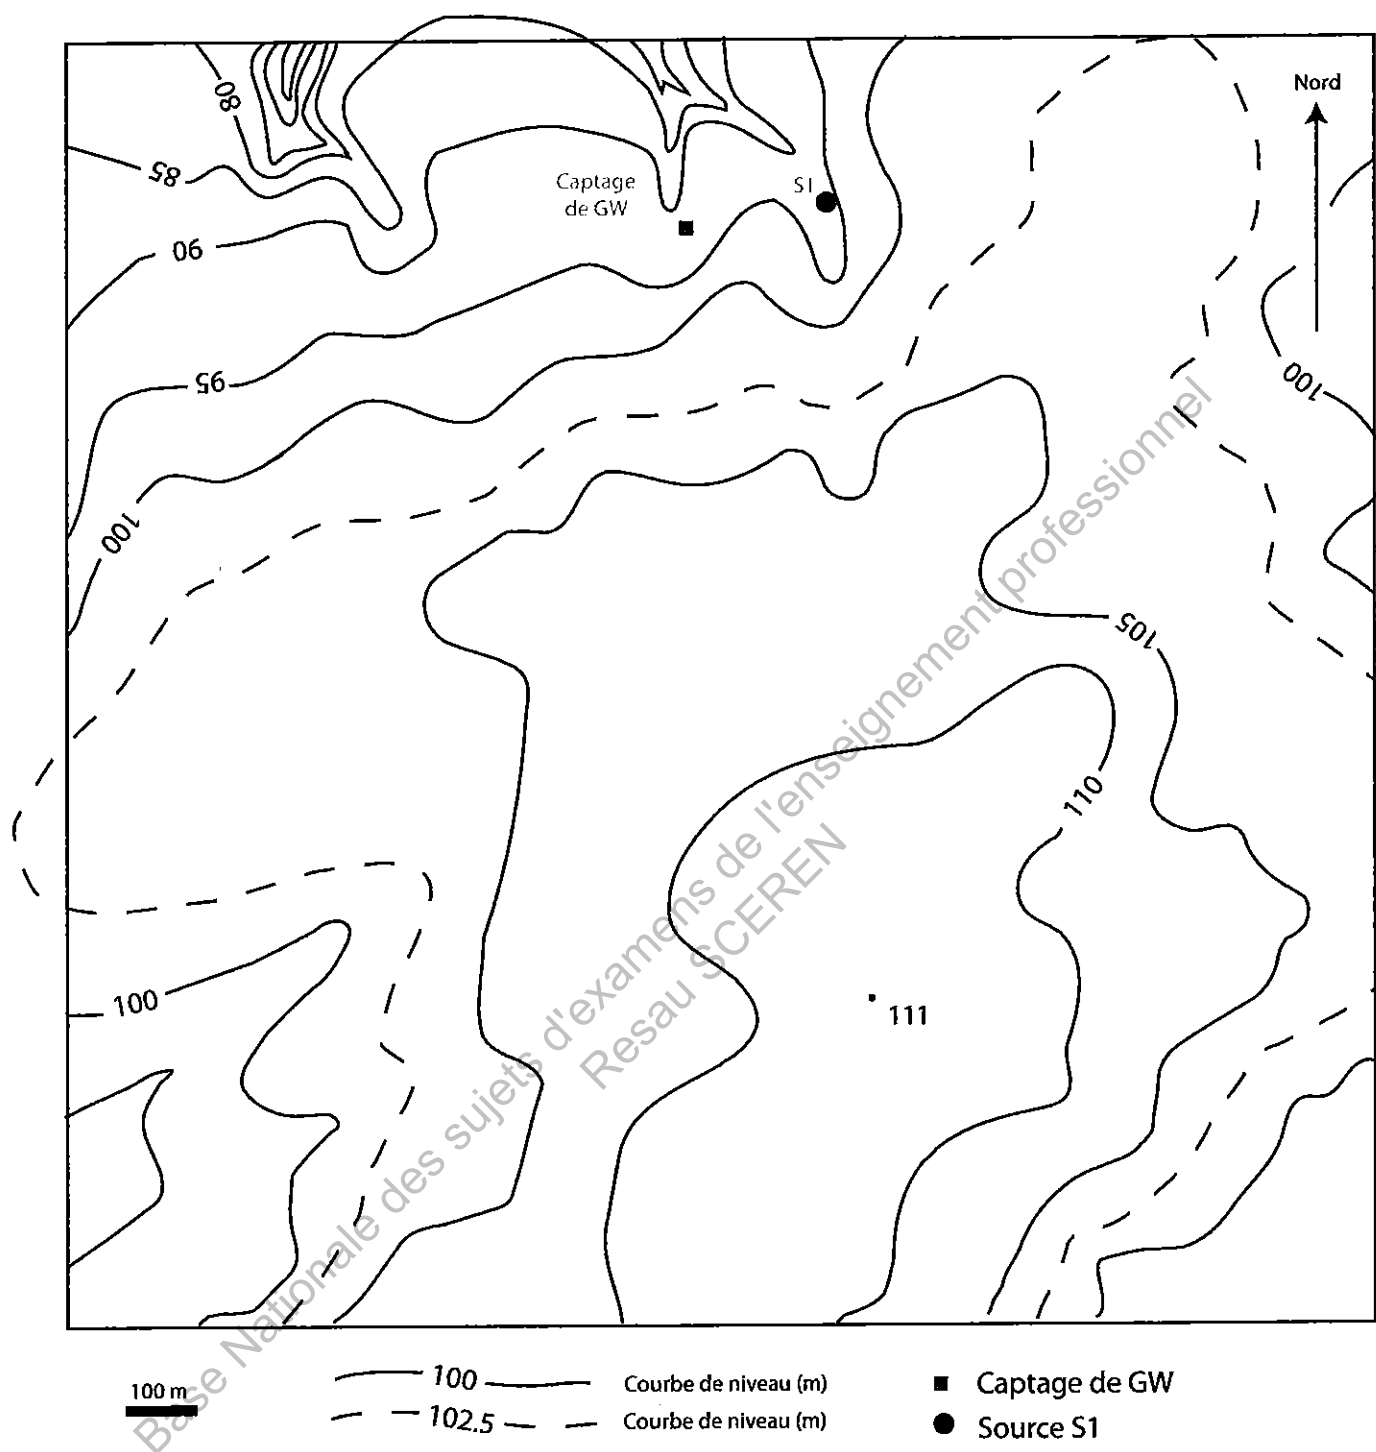 Nord
80
85
Captage
de GW
S1
90
95
100
100
105
110
111
100
Base Nationale des sujets d'examens de l'enseignement professionnel
Resau SCEREN
100 m
100
Courbe de niveau (m)
102.5
Courbe de niveau (m)
Captage de GW
Source S1